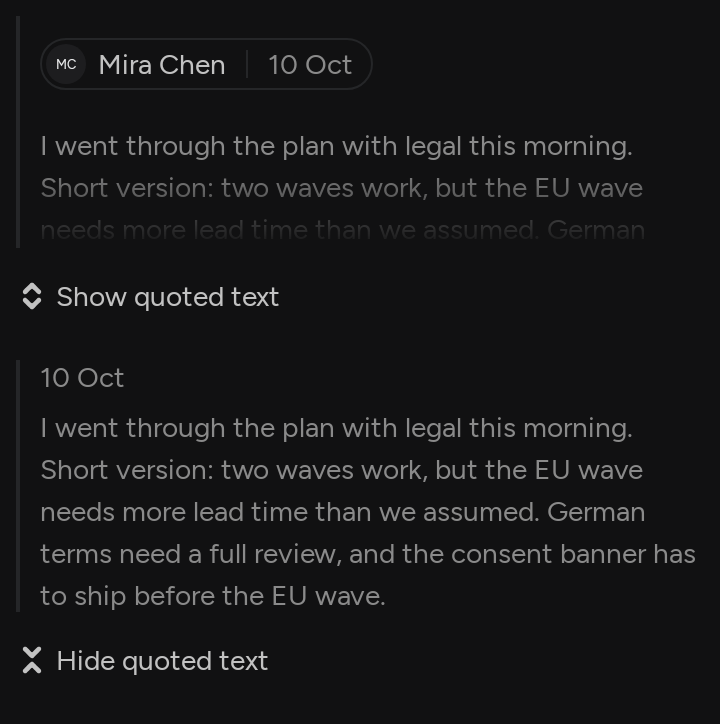 MC Mira Chen 10 Oct
I went through the plan with legal this morning.
Short version: two waves work, but the EU wave
needs more lead time than we assumed. German
Show quoted text
10 Oct
I went through the plan with legal this morning.
Short version: two waves work, but the EU wave
needs more lead time than we assumed. German
terms need a full review, and the consent banner has
to ship before the EU wave.
Hide quoted text